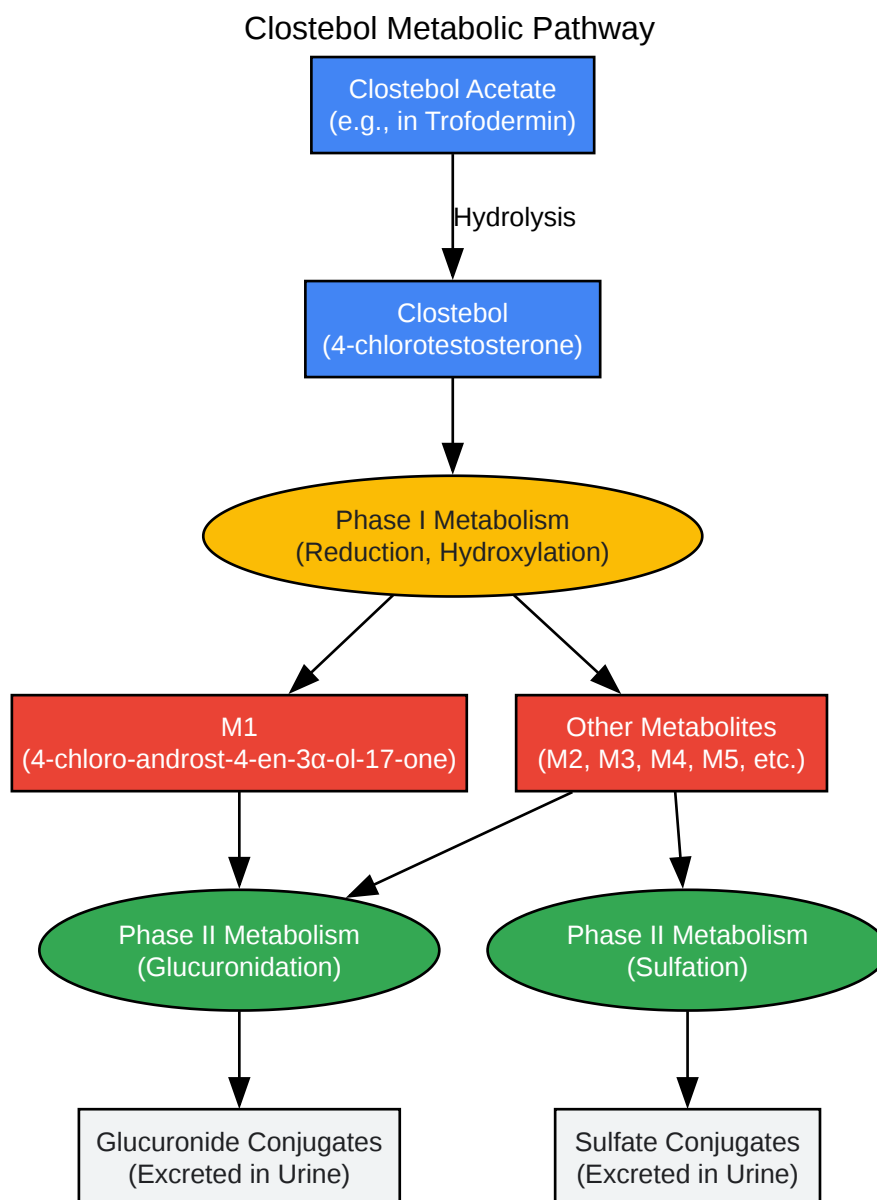 Clostebol Metabolic Pathway
Clostebol Acetate
(e.g., in Trofodermin)
Hydrolysis
Clostebol
(4-chlorotestosterone)
Phase I Metabolism
(Reduction, Hydroxylation)
M1
(4-chloro-androst-4-en-3α-ol-17-one)
Other Metabolites
(M2, M3, M4, M5, etc.)
Phase II Metabolism
(Glucuronidation)
Phase II Metabolism
(Sulfation)
Glucuronide Conjugates
(Excreted in Urine)
Sulfate Conjugates
(Excreted in Urine)